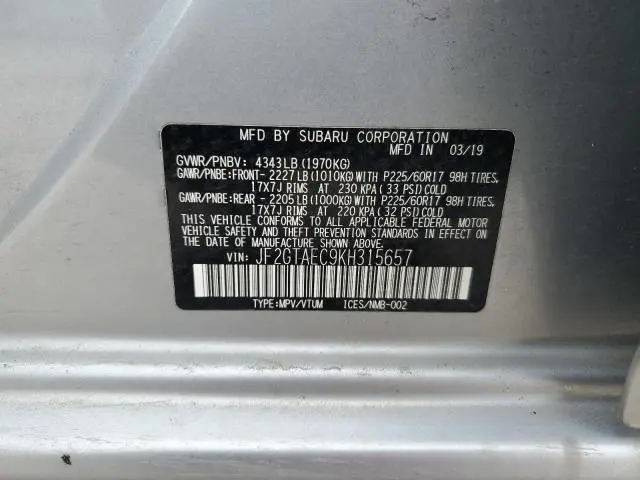 MFD BY SUBARU CORPORATION
MFD IN 03/19
GVWR/PNBV: 4343LB (1970KG)
GAWR/PNBE:FRONT- 2227LB(1010KG)WITH P225/60R17 98H TIRES,
17X7J RIMS AT 230 KPA (33 PSI)COLD
GAWR/PNBE:REAR - 2205LB(1000KG)WITH P225/60R17 98H TIRES,
17X7J RIMS AT 220 KPA (32 PSI)COLD
THIS VEHICLE CONFORMS TO ALL APPLICABLE FEDERAL MOTOR
VEHICLE SAFETY AND THEFT PREVENTION STANDARDS IN EFFECT
ON THE DATE OF MANUFACTURE SHOWN ABOVE.
VIN: JF2GTAEC9KH315657
TYPE:MPV/VTUM ICES/NMB-002